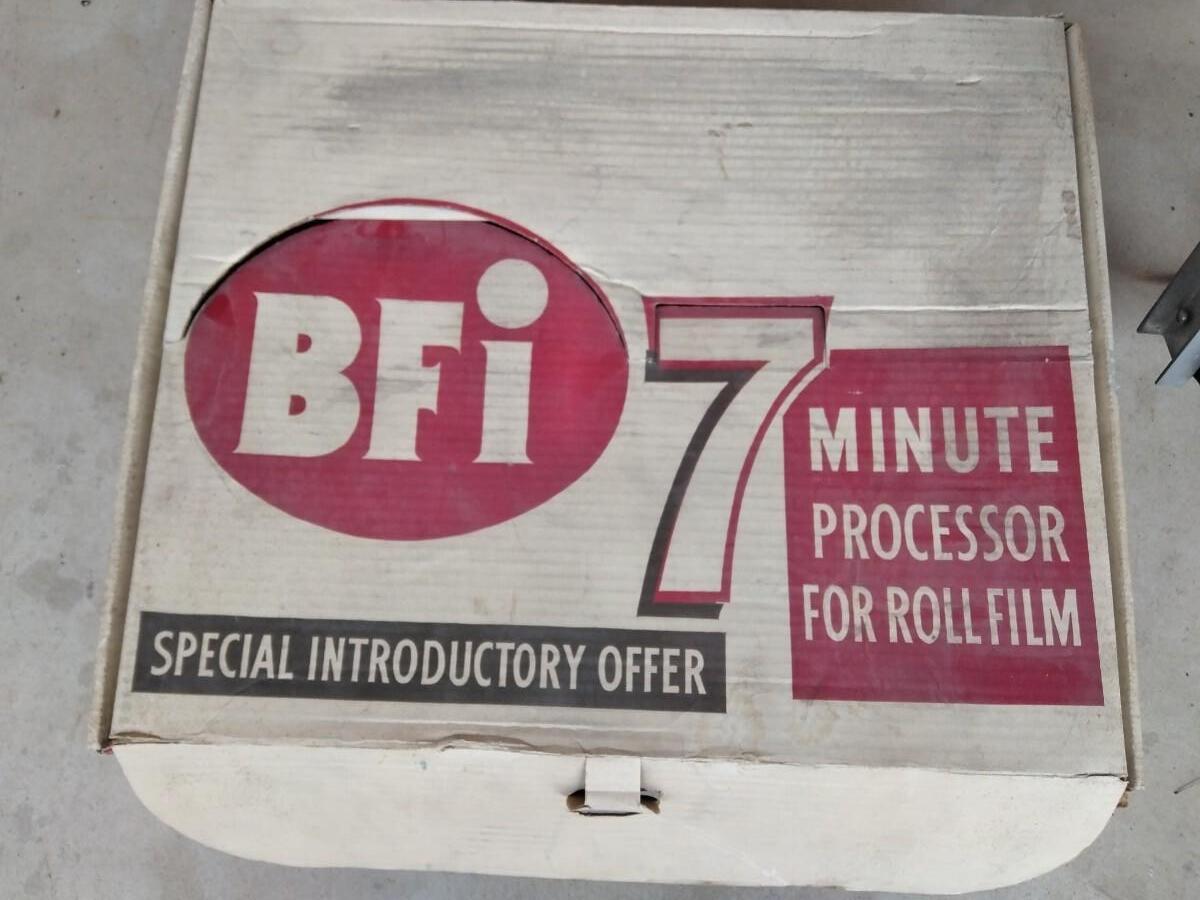 BFi
7
MINUTE
PROCESSOR
FOR ROLL FILM
SPECIAL INTRODUCTORY OFFER